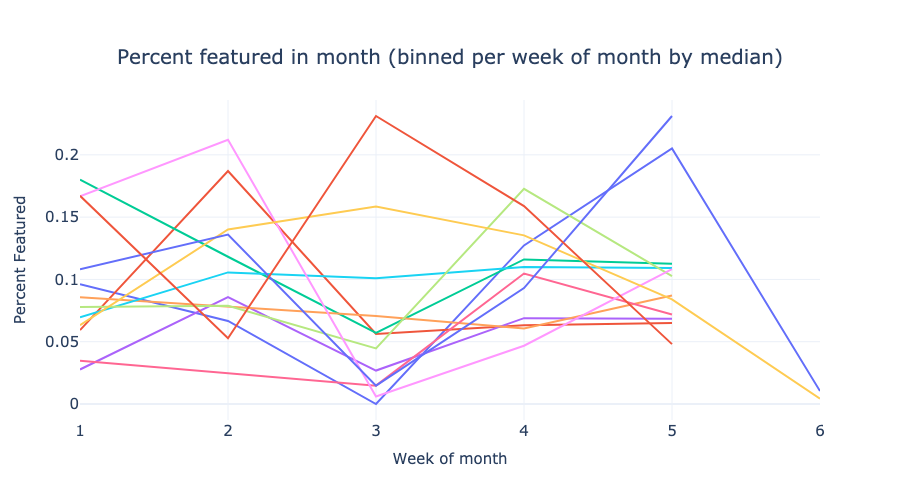 Percent featured in month (binned per week of month by median)
Percent Featured
0.2
0.15
0.1
0.05
0
1 2 3 4 5 6
Week of month